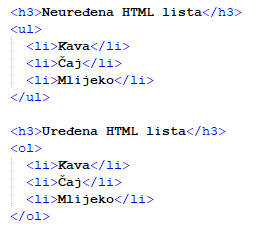 <h3>Neuređena HTML lista</h3>
<ul>
<li>Kava</li>
<li>Čaj</li>
<li>Mlijeko</li>
</ul>
<h3>Uređena HTML lista</h3>
<ol>
<li>Kava</li>
<li>Čaj</li>
<li>Mlijeko</li>
</ol>